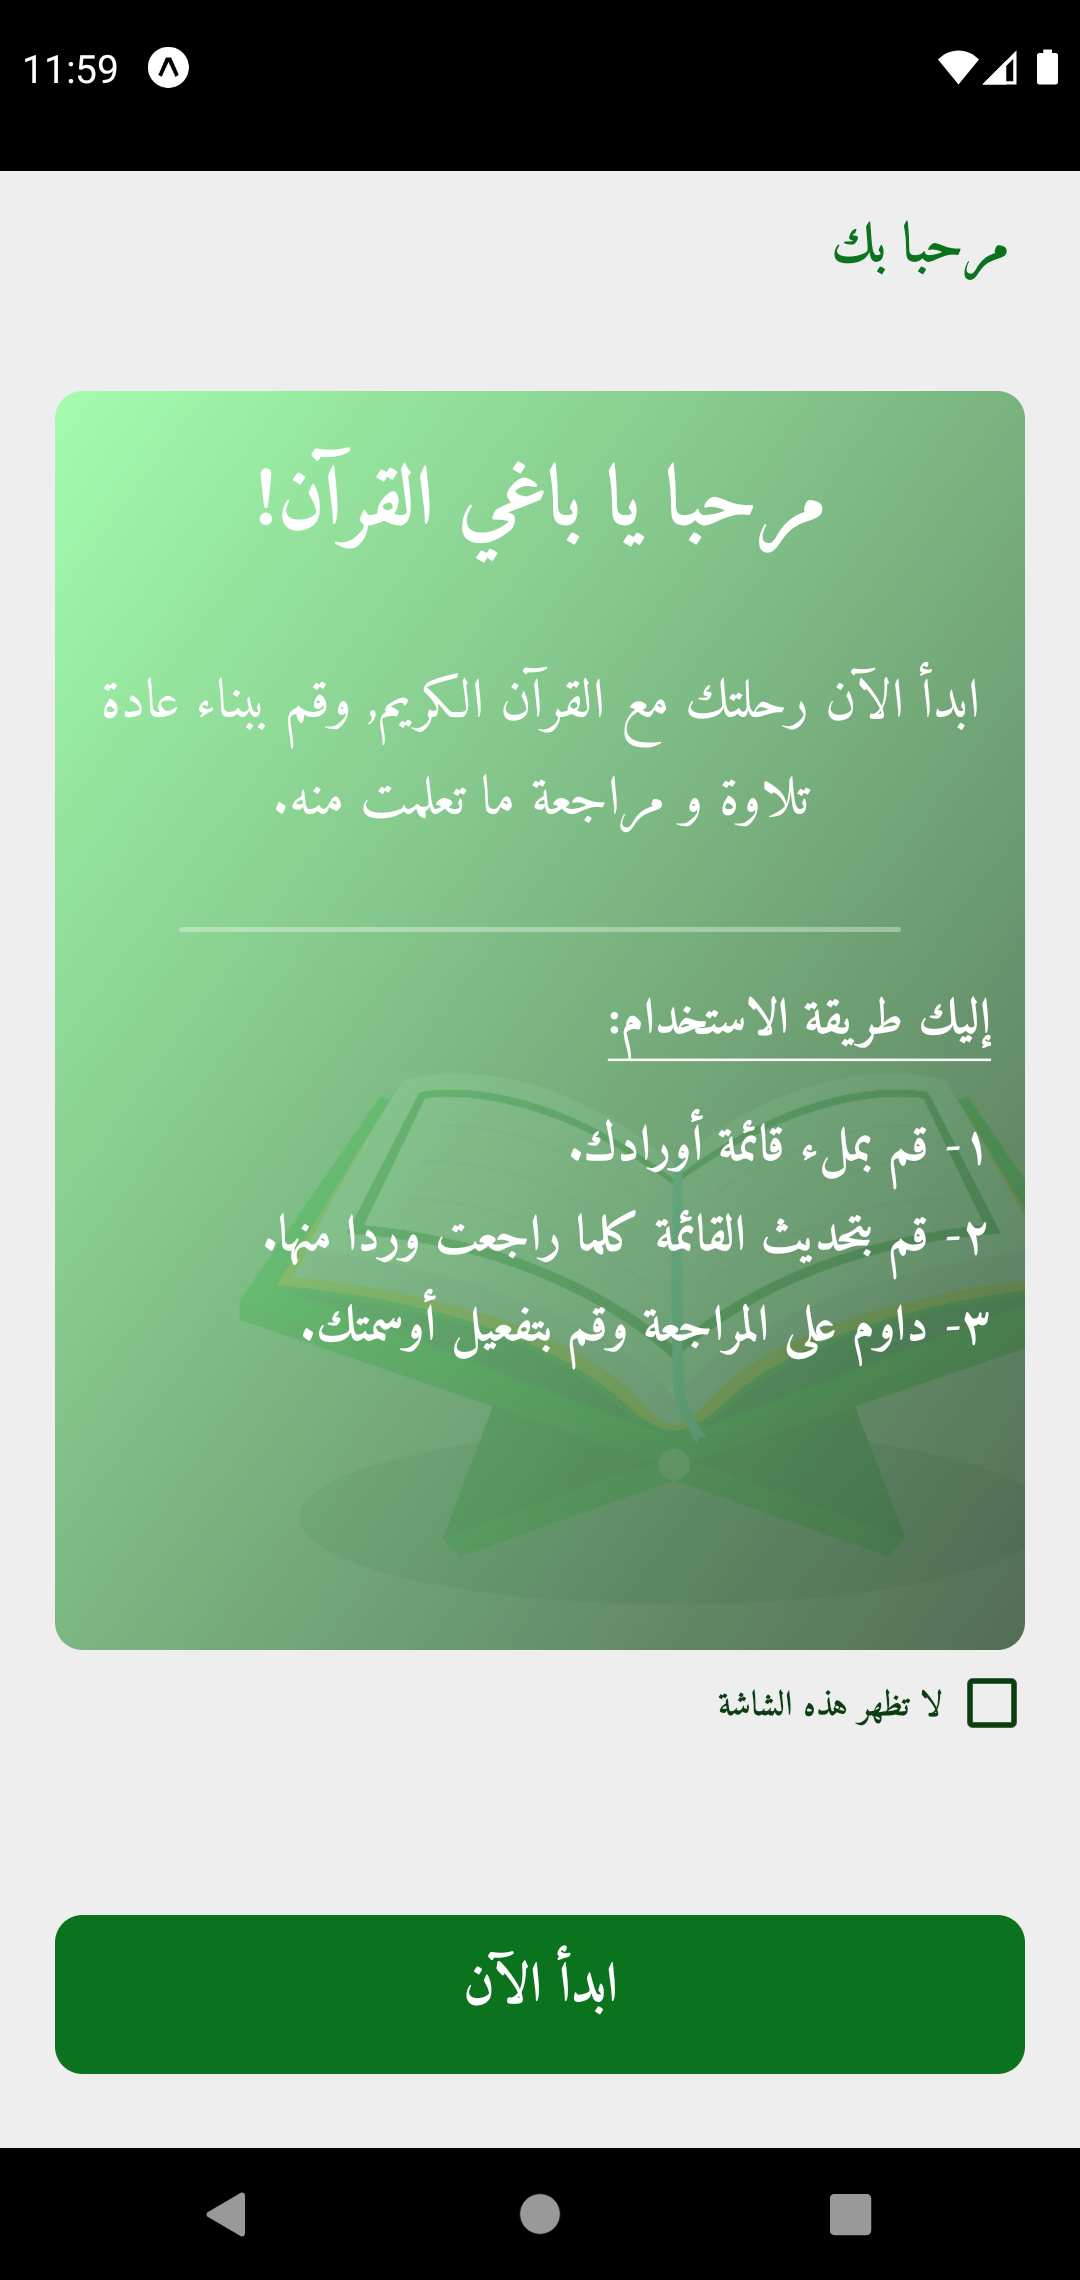 11:59
مرحبا بك
مرحبا يا باغي القرآن!
ابدأ الآن رحلتك مع القرآن الكريم, وقم ببناء عادة
تلاوة و مراجعة ما تعلمت منه.
إليك طريقة الاستخدام:
١- قم بملء قائمة أورادك.
٢- قم بتحديث القائمة كلما راجعت وردا منها.
٣- داوم على المراجعة وقم بتفعيل أوسمتك.
لا تظهر هذه الشاشة
ابدأ الآن